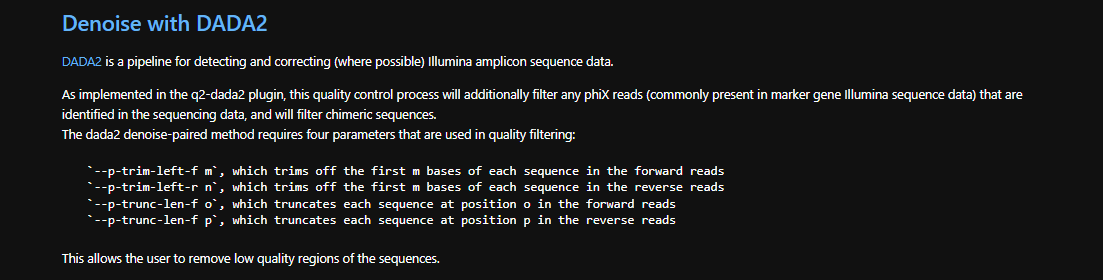 Denoise with DADA2
DADA2 is a pipeline for detecting and correcting (where possible) Illumina amplicon sequence data.
As implemented in the q2-dada2 plugin, this quality control process will additionally filter any phiX reads (commonly present in marker gene Illumina sequence data) that are
identified in the sequencing data, and will filter chimeric sequences.
The dada2 denoise-paired method requires four parameters that are used in quality filtering:
`--p-trim-left-f m`, which trims off the first m bases of each sequence in the forward reads
`--p-trim-left-r n`, which trims off the first m bases of each sequence in the reverse reads
`--p-trunc-len-f o`, which truncates each sequence at position o in the forward reads
`--p-trunc-len-f p`, which truncates each sequence at position p in the reverse reads
This allows the user to remove low quality regions of the sequences.